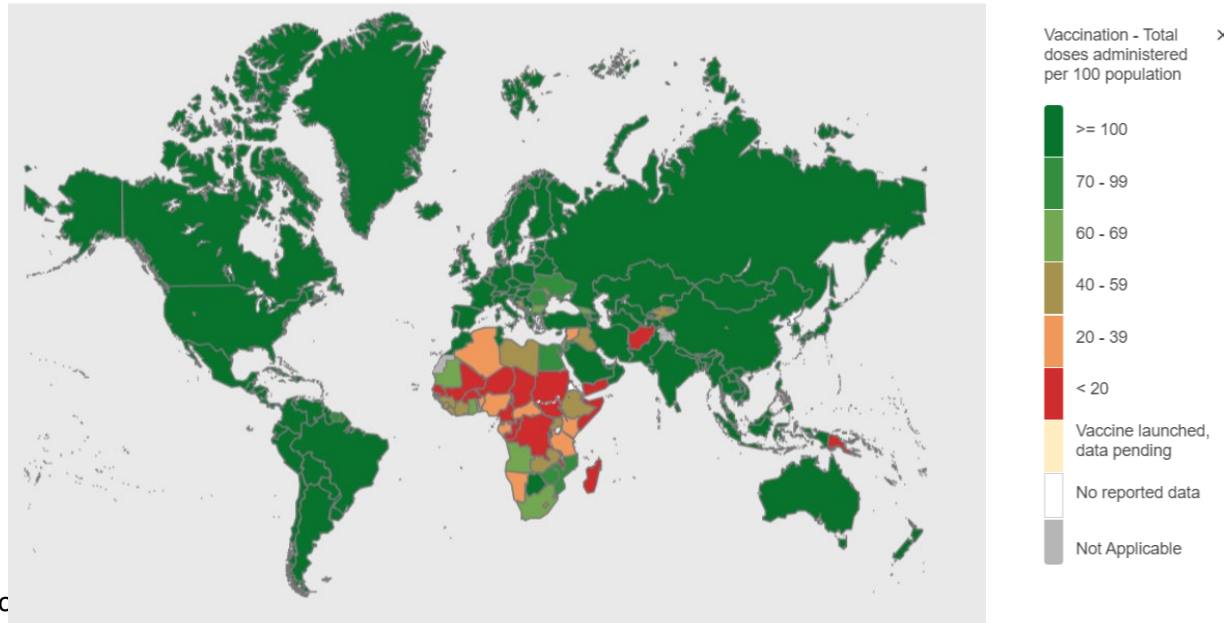 Vaccination - Total ×
doses administered
per 100 population
>= 100
70 - 99
60 - 69
40 - 59
20 - 39
< 20
Vaccine launched,
data pending
No reported data
Not Applicable